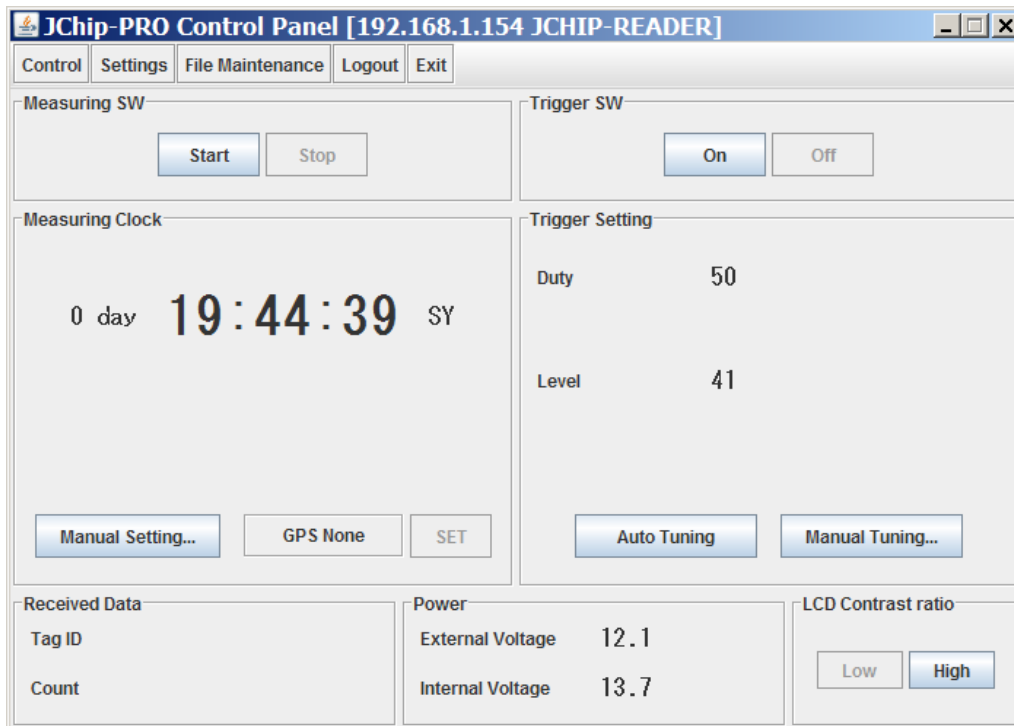 JChip-PRO Control Panel [192.168.1.154 JCHIP-READER]
Control Settings File Maintenance Logout Exit
Measuring SW
Start Stop
Trigger SW
On Off
Measuring Clock
0 day 19:44:39 SY
Manual Setting... GPS None SET
Trigger Setting
Duty 50
Level 41
Auto Tuning Manual Tuning...
Received Data
Tag ID
Count
Power
External Voltage 12.1
Internal Voltage 13.7
LCD Contrast ratio
Low High